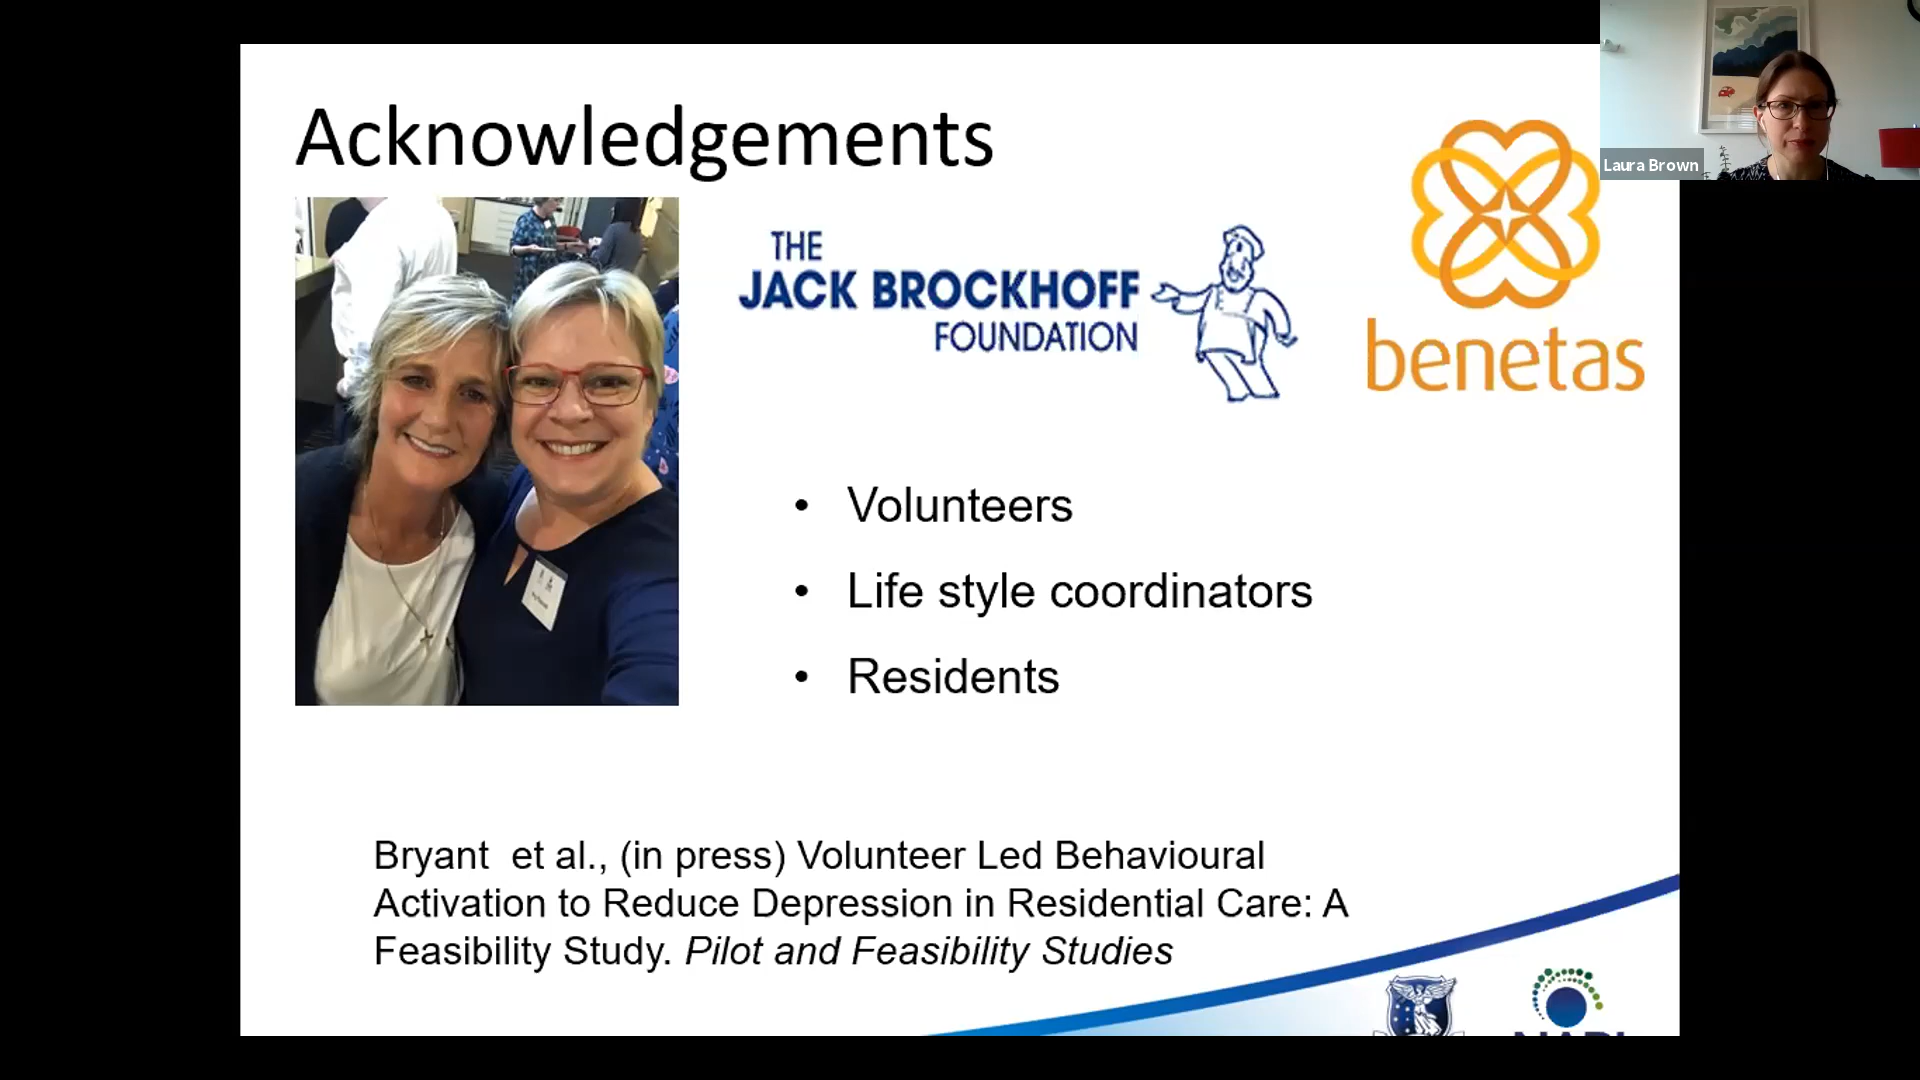 Acknowledgements
THE
JACK BROCKHOFF
FOUNDATION
benetas
Laura Brown
• Volunteers
• Life style coordinators
• Residents
Bryant et al., (in press) Volunteer Led Behavioural
Activation to Reduce Depression in Residential Care: A
Feasibility Study. Pilot and Feasibility Studies